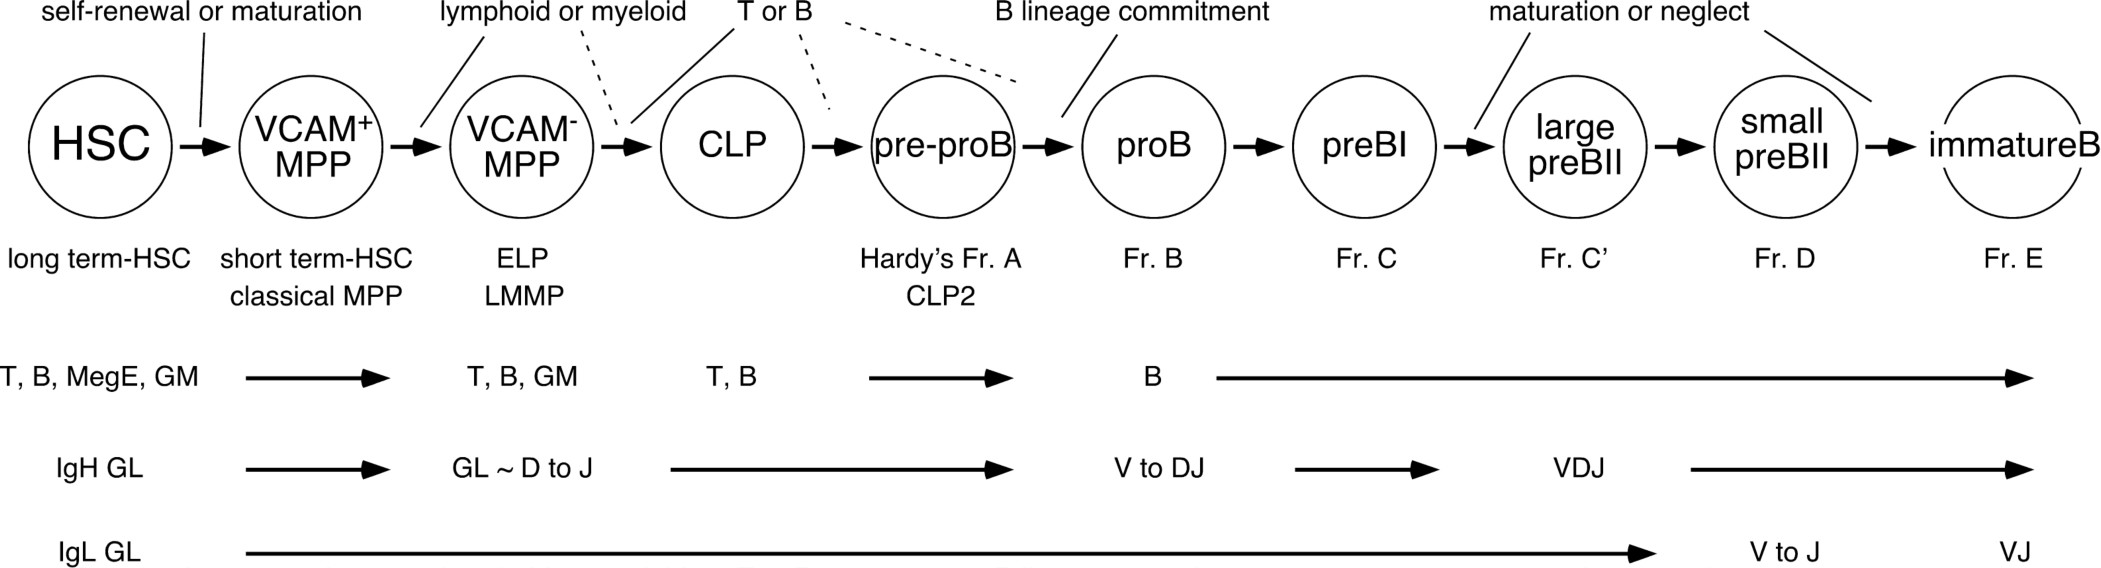 self-renewal or maturation
lymphoid or myeloid
T or B
B lineage commitment
maturation or neglect
HSC
VCAM+
MPP
VCAM-
MPP
CLP
pre-proB
proB
preBI
large
preBII
small
preBII
immatureB
long term-HSC
short term-HSC
classical MPP
ELP
LMMP
Hardy's Fr. A
CLP2
Fr. B
Fr. C
Fr. C'
Fr. D
Fr. E
T, B, MegE, GM
T, B, GM
T, B
B
IgH GL
GL ~ D to J
V to DJ
VDJ
IgL GL
V to J
VJ